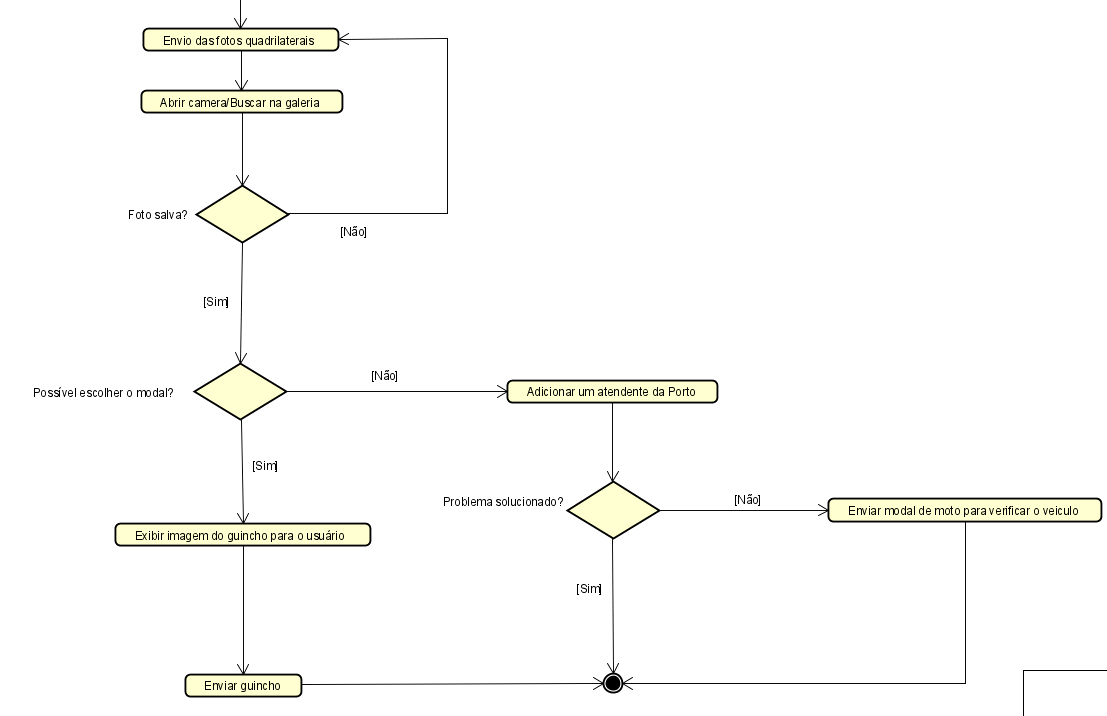 Envio das fotos quadrilaterais
Abrir camera/Buscar na galeria
Foto salva?
[Não]
[Sim]
Possível escolher o modal?
[Não]
Adicionar um atendente da Porto
[Sim]
Problema solucionado?
[Não]
Enviar modal de moto para verificar o veiculo
Exibir imagem do guincho para o usuário
[Sim]
Enviar guincho